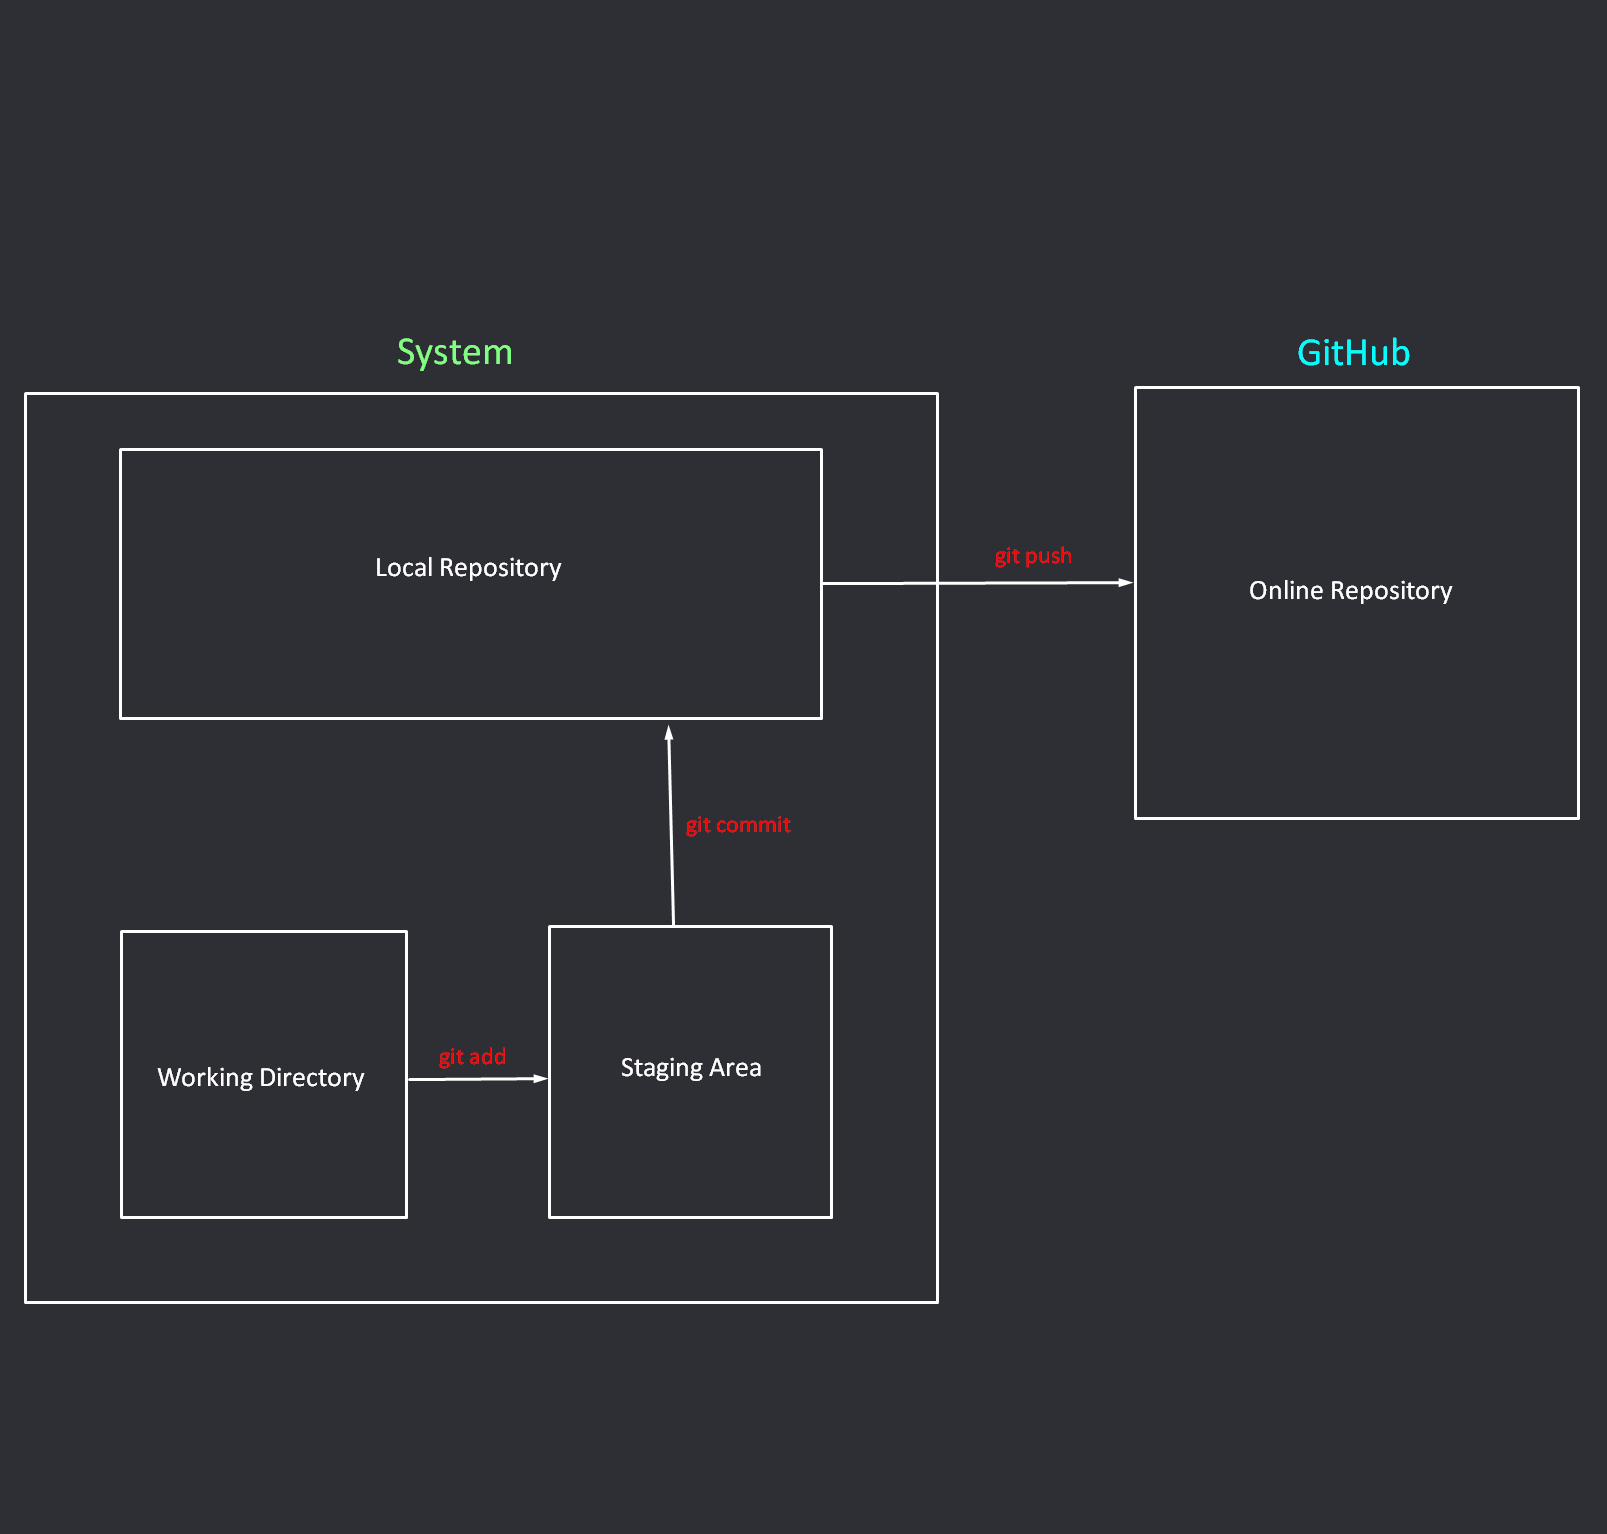 System
GitHub
Local Repository
git push
Online Repository
git commit
Working Directory
git add
Staging Area